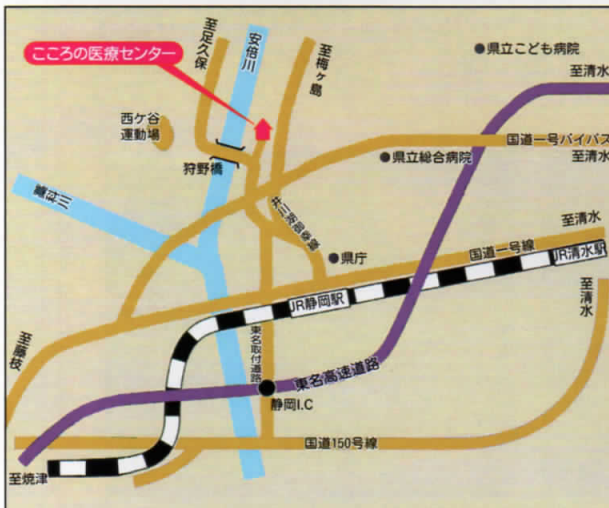 至足久保
安倍川
至梅ヶ島
県立こども病院
こころの医療センター
至清水
西ケ谷
運動場
国道一号バイパス
至清水
県立総合病院
狩野橋
藁科川
井川湖御幸線
至清水
県庁
国道一号線
JR清水駅
JR静岡駅
至清水
至藤枝
東名取付道路
東名高速道路
静岡I.C
国道150号線
至焼津